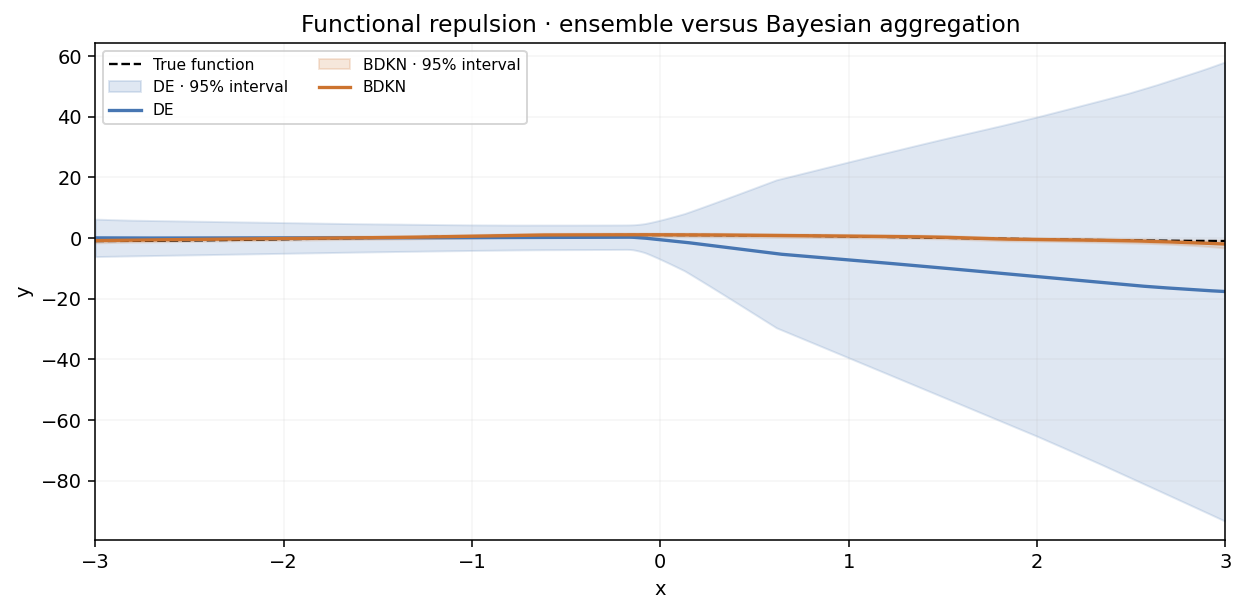 Functional repulsion · ensemble versus Bayesian aggregation
60
40
20
0
−20
−40
−60
−80
y
True function
DE · 95% interval
DE
BDKN · 95% interval
BDKN
−3
−2
−1
0
1
2
3
x